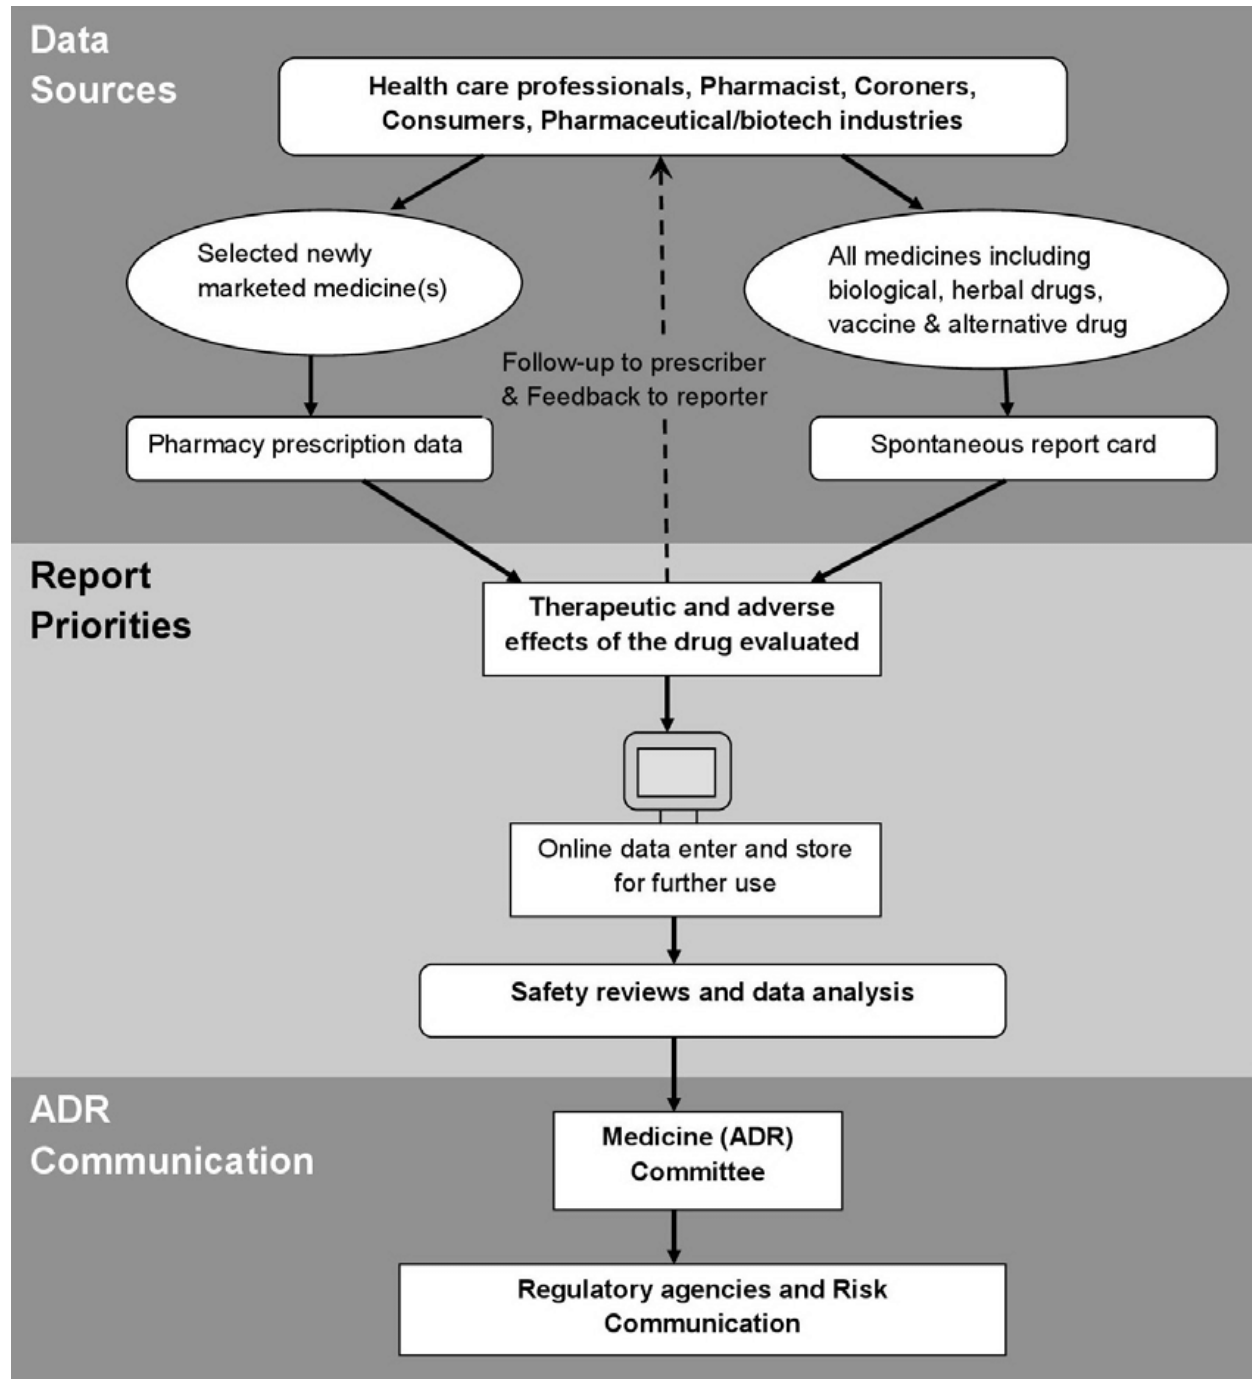 Data
Sources
Health care professionals, Pharmacist, Coroners,
Consumers, Pharmaceutical/biotech industries
Selected newly
marketed medicine(s)
All medicines including
biological, herbal drugs,
vaccine & alternative drug
Follow-up to prescriber
& Feedback to reporter
Pharmacy prescription data
Spontaneous report card
Report
Priorities
Therapeutic and adverse
effects of the drug evaluated
Online data enter and store
for further use
Safety reviews and data analysis
ADR
Communication
Medicine (ADR)
Committee
Regulatory agencies and Risk
Communication